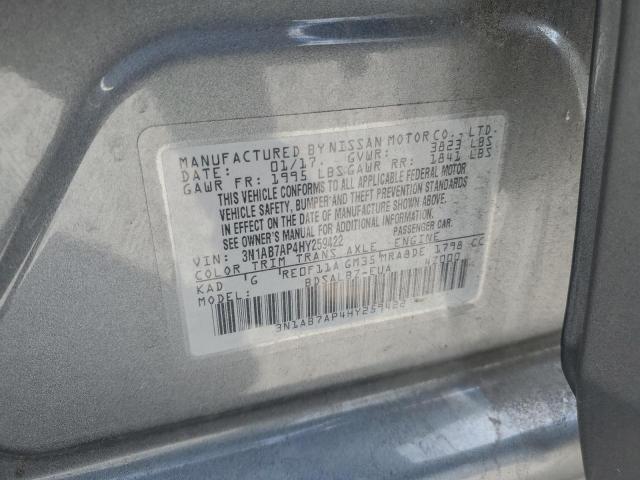 MANUFACTURED BY NISSAN MOTOR CO., LTD.
DATE: 01/17. GVWR: 3823 LBS
GAWR FR: 1995 LBS GAWR RR: 1841 LBS
THIS VEHICLE CONFORMS TO ALL APPLICABLE FEDERAL MOTOR
VEHICLE SAFETY, BUMPER AND THEFT PREVENTION STANDARDS
IN EFFECT ON THE DATE OF MANUFACTURE SHOWN ABOVE.
SEE OWNER'S MANUAL FOR ADDITIONAL INFORMATION.
VIN: 3N1AB7AP4HY259422 PASSENGER CAR
COLOR TRIM TRANS AXLE ENGINE
KAD G RE0F11A GM35 MRA8DE 1798 CC
MODEL: BDSALBZ-EUA N7000
3N1AB7AP4HY259422